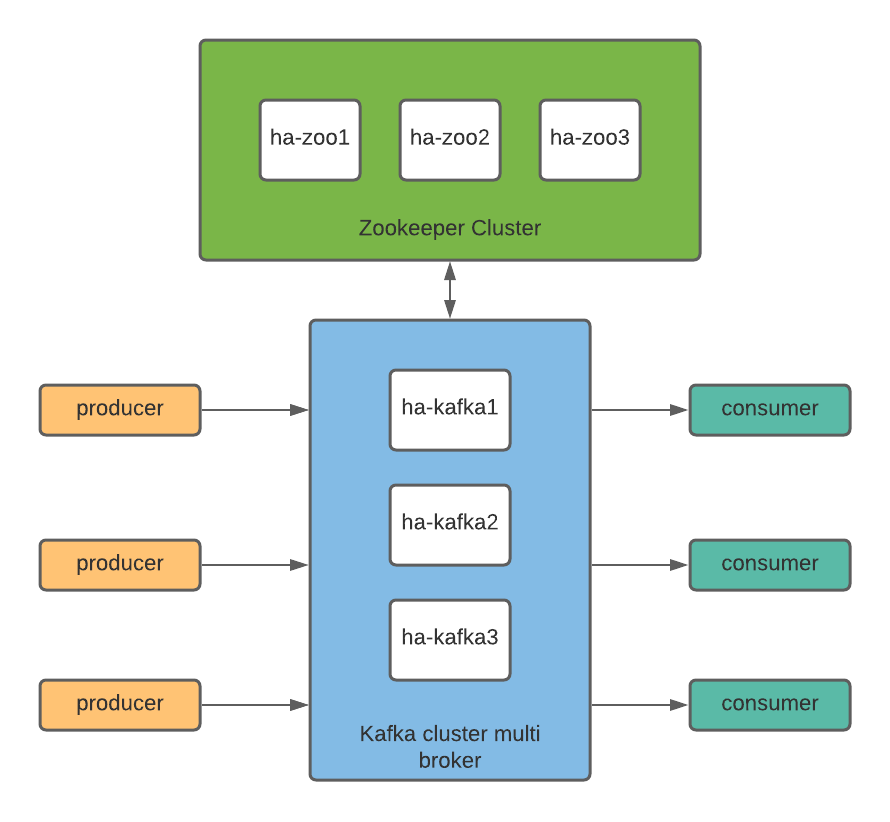 ha-zoo1
ha-zoo2
ha-zoo3
Zookeeper Cluster
producer
ha-kafka1
consumer
producer
ha-kafka2
consumer
producer
ha-kafka3
consumer
Kafka cluster multi
broker